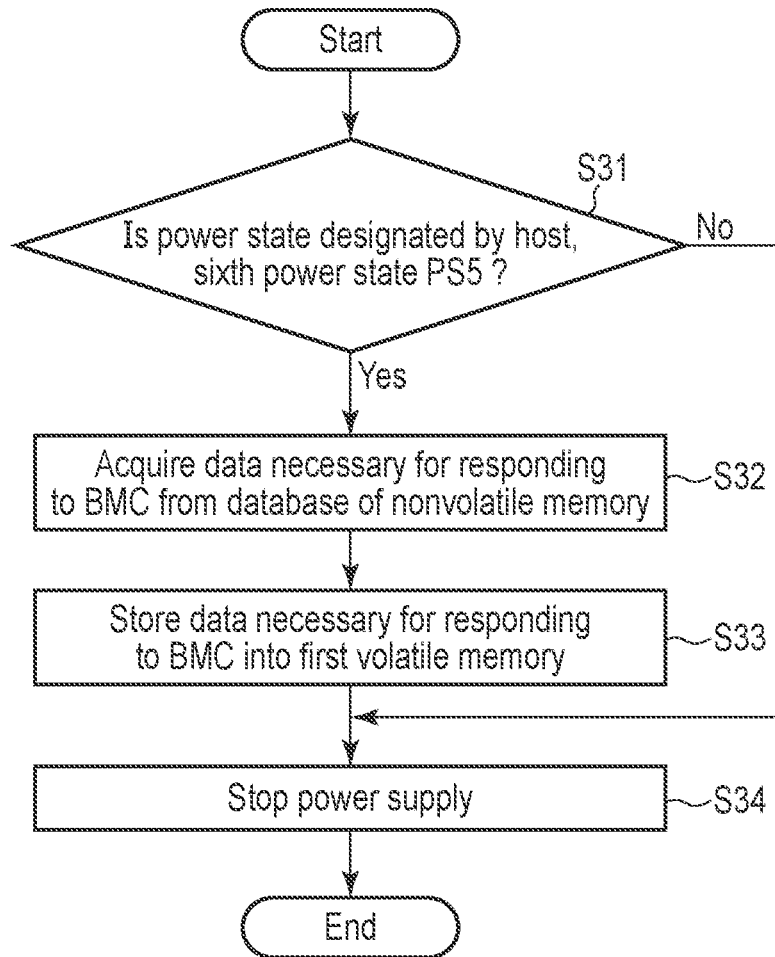 Start
S31
Is power state designated by host,
sixth power state PS5 ?
No
Yes
Acquire data necessary for responding
to BMC from database of nonvolatile memory
S32
Store data necessary for responding
to BMC into first volatile memory
S33
Stop power supply
S34
End